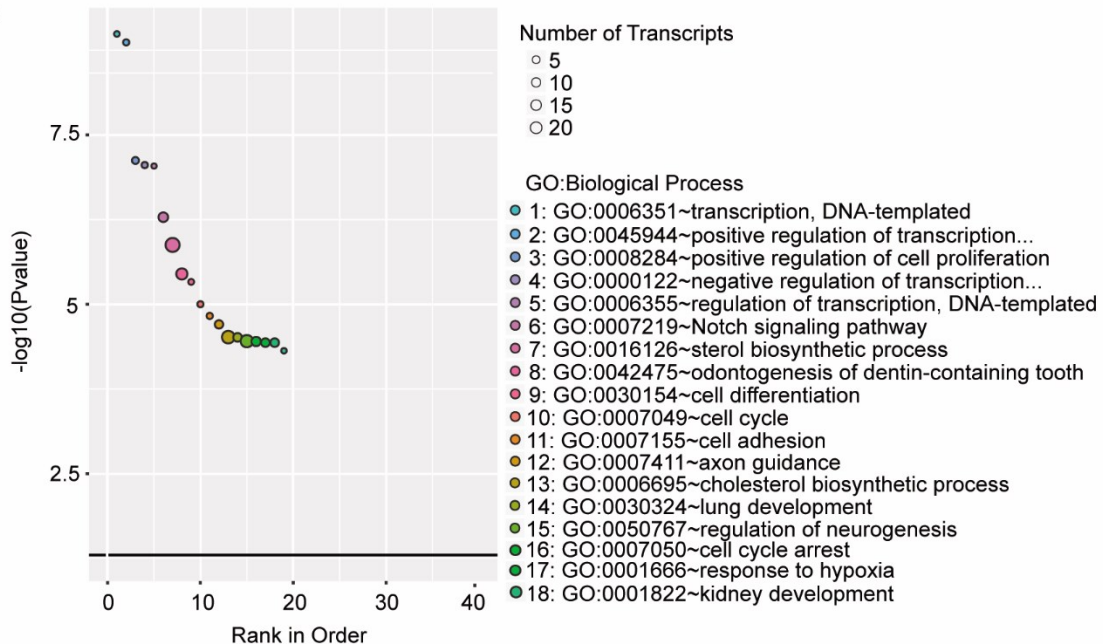 7.5
5
2.5
-log10(Pvalue)
0
10
20
30
40
Rank in Order
Number of Transcripts
5
10
15
20
GO:Biological Process
1: GO:0006351~transcription, DNA-templated
2: GO:0045944~positive regulation of transcription...
3: GO:0008284~positive regulation of cell proliferation
4: GO:0000122~negative regulation of transcription...
5: GO:0006355~regulation of transcription, DNA-templated
6: GO:0007219~Notch signaling pathway
7: GO:0016126~sterol biosynthetic process
8: GO:0042475~odontogenesis of dentin-containing tooth
9: GO:0030154~cell differentiation
10: GO:0007049~cell cycle
11: GO:0007155~cell adhesion
12: GO:0007411~axon guidance
13: GO:0006695~cholesterol biosynthetic process
14: GO:0030324~lung development
15: GO:0050767~regulation of neurogenesis
16: GO:0007050~cell cycle arrest
17: GO:0001666~response to hypoxia
18: GO:0001822~kidney development